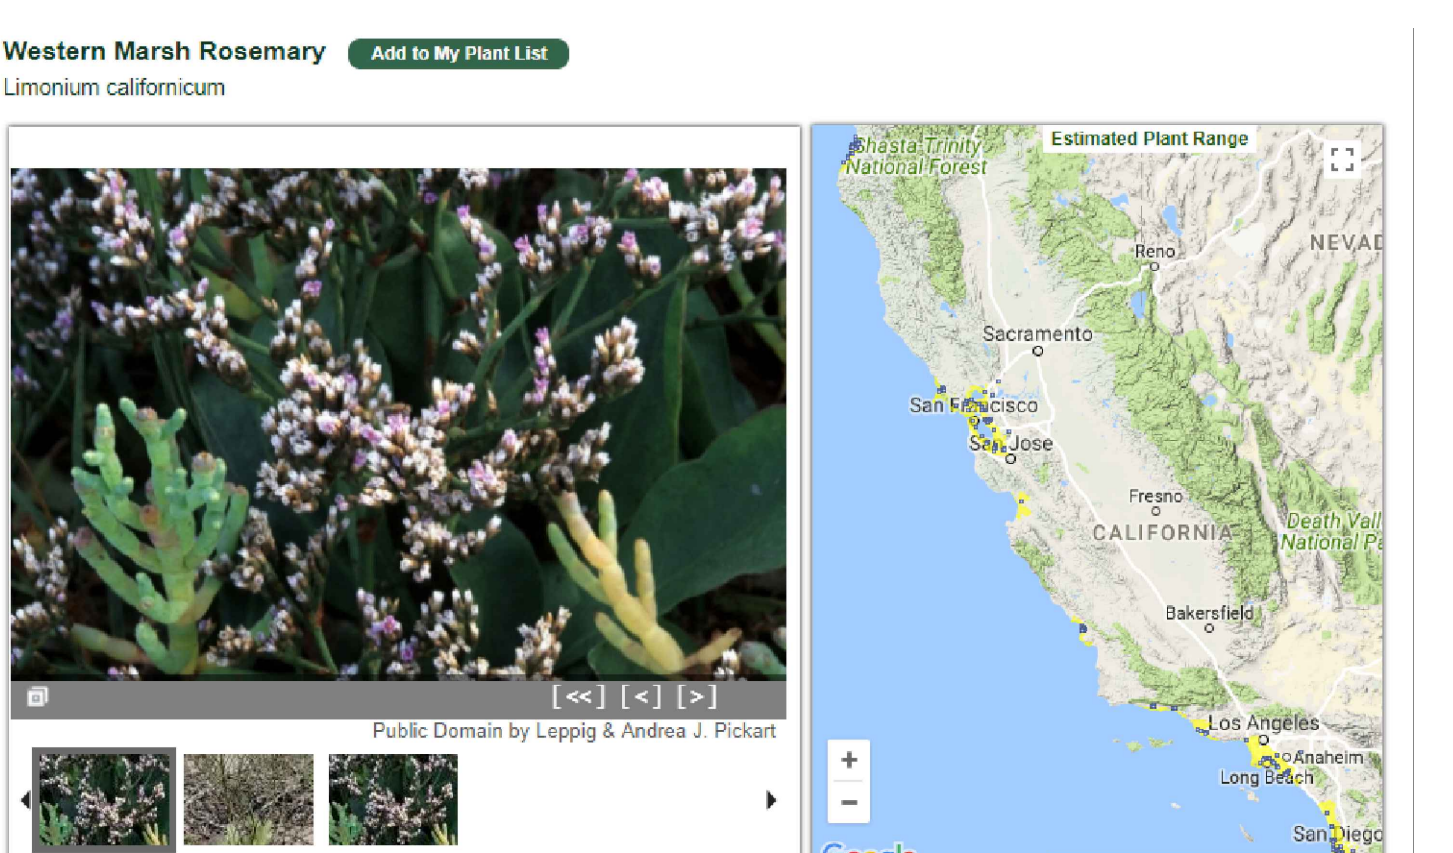 Western Marsh Rosemary
Add to My Plant List
Limonium californicum
Estimated Plant Range
Shasta-Trinity
National Forest
Reno
NEVAD
Sacramento
San Francisco
San Jose
Fresno
CALIFORNIA
Death Vall
National Pa
Bakersfield
Los Angeles
Anaheim
Long Beach
San Diego
[<<] [<] [>]
Public Domain by Leppig & Andrea J. Pickart
+
−
Google